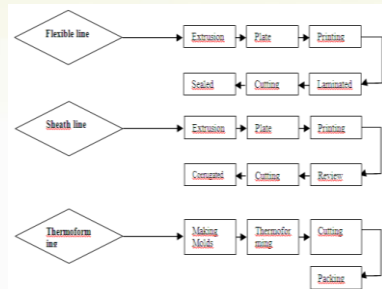 Flexible line
Extrusion
Plate
Printing
Sealed
Cutting
Laminated
Sheath line
Extrusion
Plate
Printing
Corrugated
Cutting
Review
Thermoform
ing
Making
Molds
Thermofor
ming
Cutting
Packing